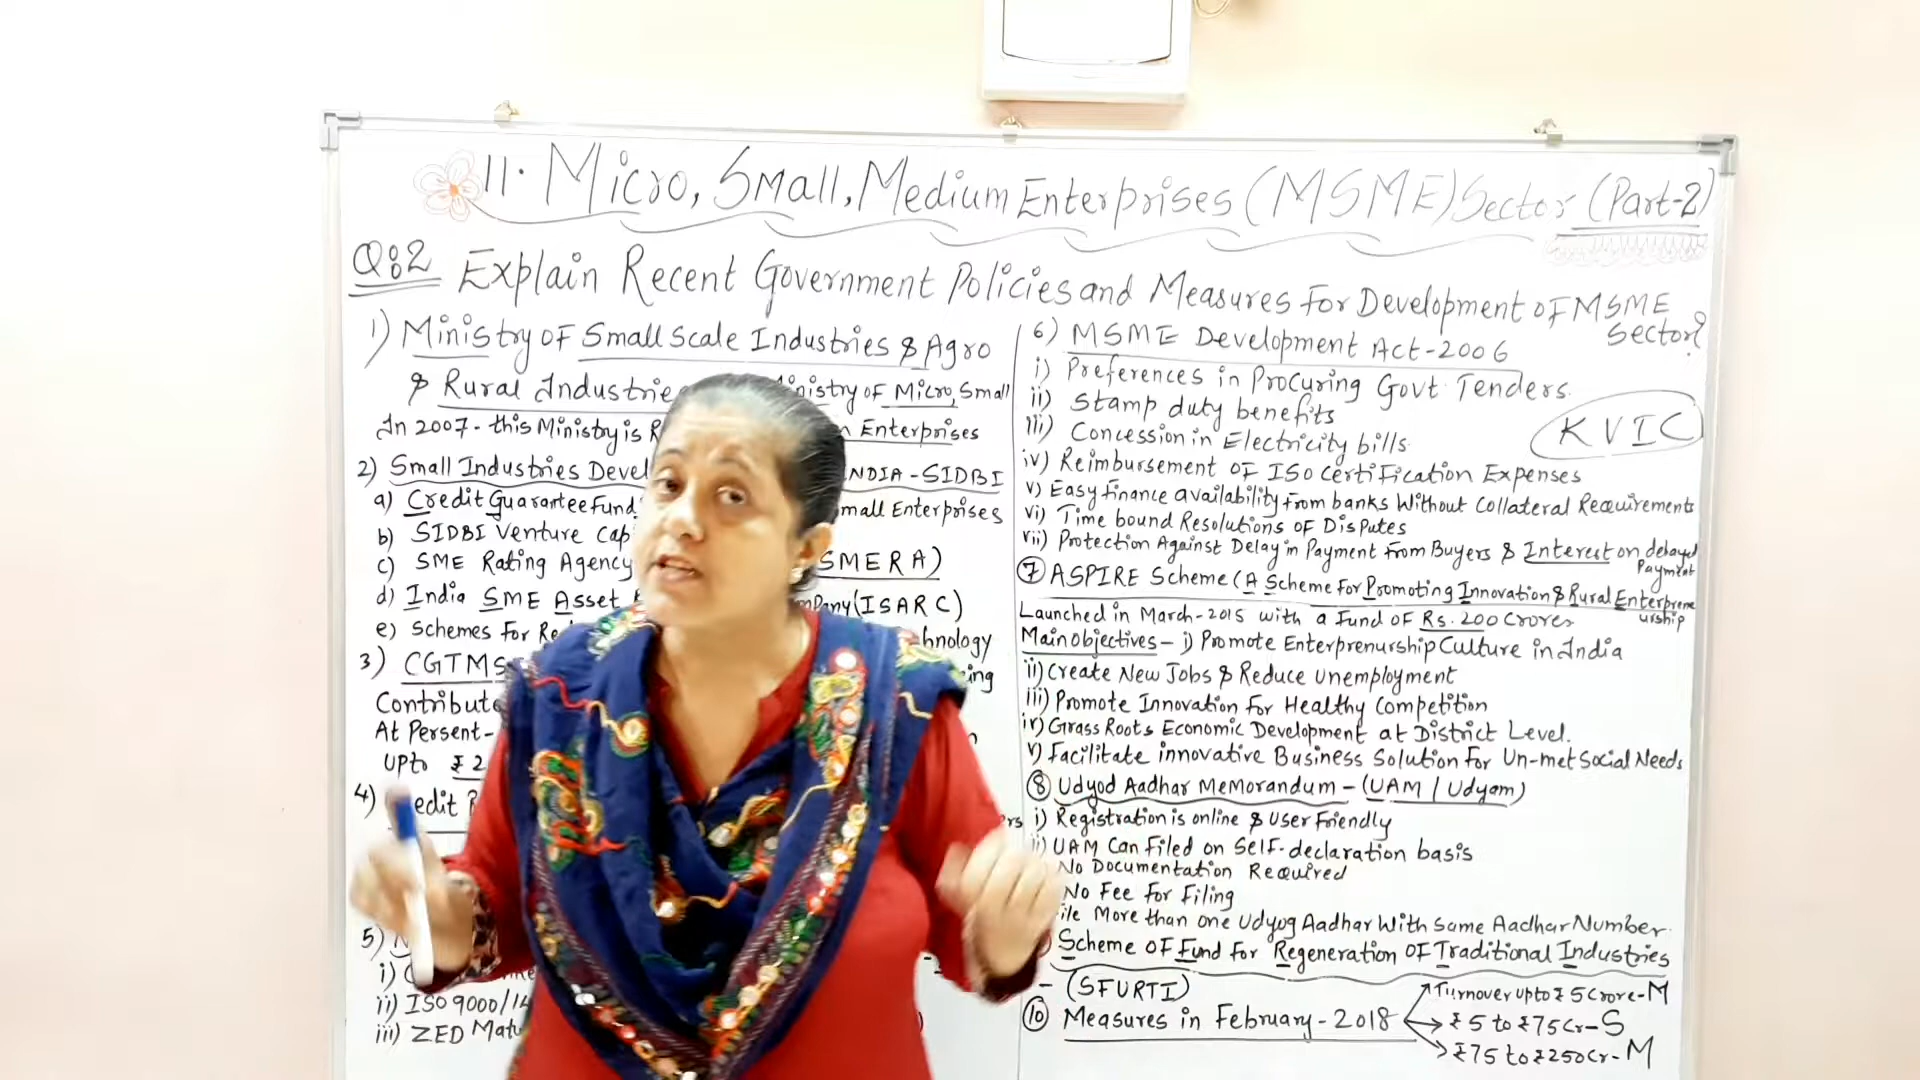 11. Micro, Small, Medium Enterprises (MSME) Sector (Part-2)
Q:2 Explain Recent Government Policies and Measures for Development of MSME
Sector?
1) Ministry of Small Scale Industries & Agro
& Rural Industrie nistry of Micro, Small
In 2007- this Ministry is R Enterprises
2) Small Industries Devel NDIA - SIDBI
a) Credit Guarantee Fund mall Enterprises
b) SIDBI Venture Cap
c) SME Rating Agency SMERA)
d) India SME Asset mpany (ISARC)
e) Schemes for Re hnology
3) CGTMS ing
Contribute
At Persent-
upto ₹2
4) edit
5)
i)
ii) ISO 9000/14
iii) ZED Matu
6) MSME Development Act-2006
i) Preferences in Procuring Govt Tenders.
ii) Stamp duty benefits
iii) Concession in Electricity bills
KVIC
iv) Reimbursement of ISO Certification Expenses
v) Easy finance availability from banks Without Collateral Requirements
vi) Time bound Resolutions of Disputes
vii) Protection Against Delay in Payment from Buyers & Interest on delayed
Payment
7 ASPIRE Scheme (A Scheme for Promoting Innovation & Rural Enterprene
urship
Launched in March-2015 with a Fund of Rs. 200 Crores
Main objectives - i) Promote Enterprenurship Culture in India
ii) Create New Jobs & Reduce unemployment
iii) Promote Innovation for Healthy Competition
iv) Grass Roots Economic Development at District Level.
v) Facilitate innovative Business Solution for Un-met Social Needs
8 Udyod Aadhar Memorandum - (UAM / Udyam)
rs i) Registration is online & User Friendly
ii) UAM Can Filed on Self-declaration basis
No Documentation Required
No Fee for Filing
ile More than one Udyog Aadhar With Same Aadhar Number.
Scheme of Fund for Regeneration of Traditional Industries
- (SFURTI)
10 Measures in February - 2018
Turnover upto ₹5 Crore-M
₹5 to ₹75 Cr-S
₹75 to ₹250 Cr-M